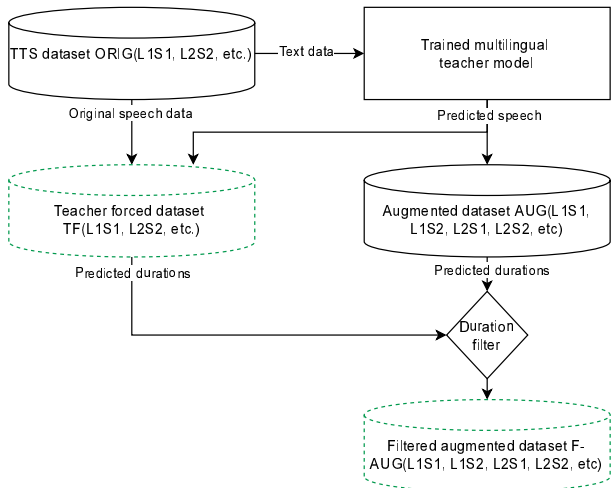 TTS dataset ORIG(L1S1, L2S2, etc.)
Text data
Trained multilingual
teacher model
Original speech data
Predicted speech
Teacher forced dataset
TF(L1S1, L2S2, etc.)
Augmented dataset AUG(L1S1,
L1S2, L2S1, L2S2, etc)
Predicted durations
Predicted durations
Duration
filter
Filtered augmented dataset F-
AUG(L1S1, L1S2, L2S1, L2S2, etc)